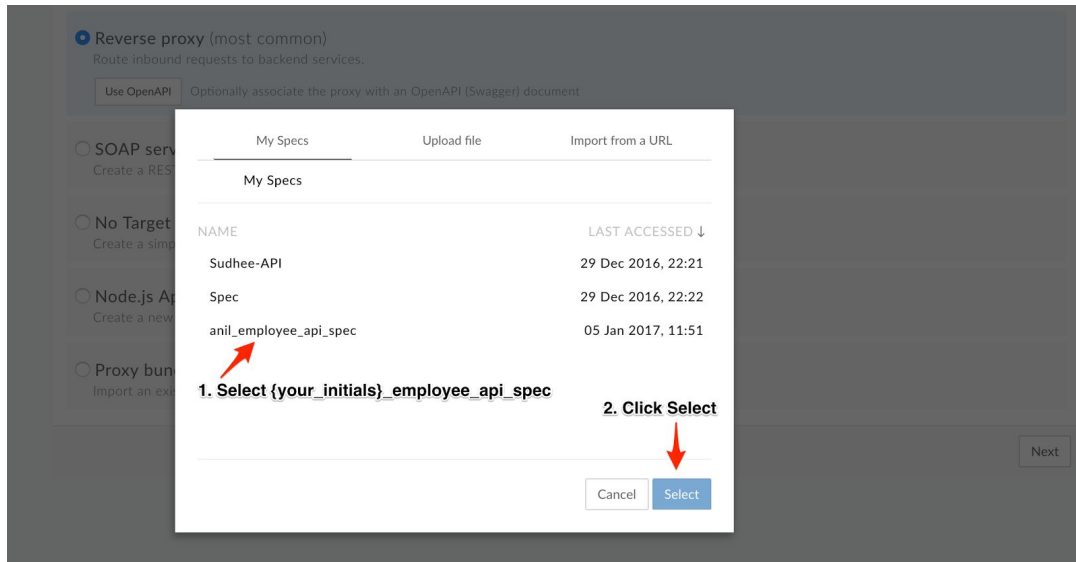 Reverse proxy (most common)
Route inbound requests to backend services.
Use OpenAPI Optionally associate the proxy with an OpenAPI (Swagger) document
My Specs Upload file Import from a URL
SOAP serv
Create a RES
My Specs
No Target
Create a simp
NAME LAST ACCESSED ↓
Sudhee-API 29 Dec 2016, 22:21
Node.js Ap
Spec 29 Dec 2016, 22:22
Create a new
anil_employee_api_spec 05 Jan 2017, 11:51
Proxy bun
Import an exi
1. Select {your_initials}_employee_api_spec
2. Click Select
Next
Cancel Select